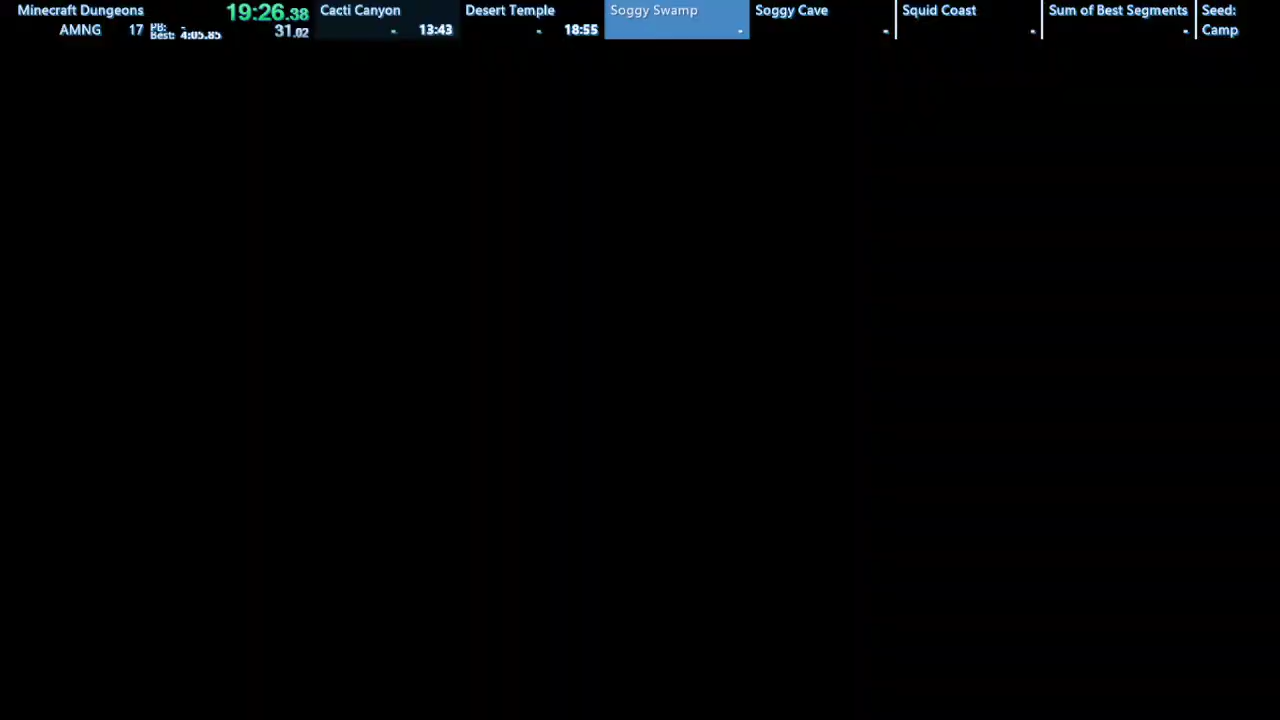 Minecraft Dungeons
AMNG 17
PB: -
Best: 4:05.85
19:26.38
31.02
Cacti Canyon
- 13:43
Desert Temple
- 18:55
Soggy Swamp
-
Soggy Cave
-
Squid Coast
-
Sum of Best Segments
-
Seed:
Camp